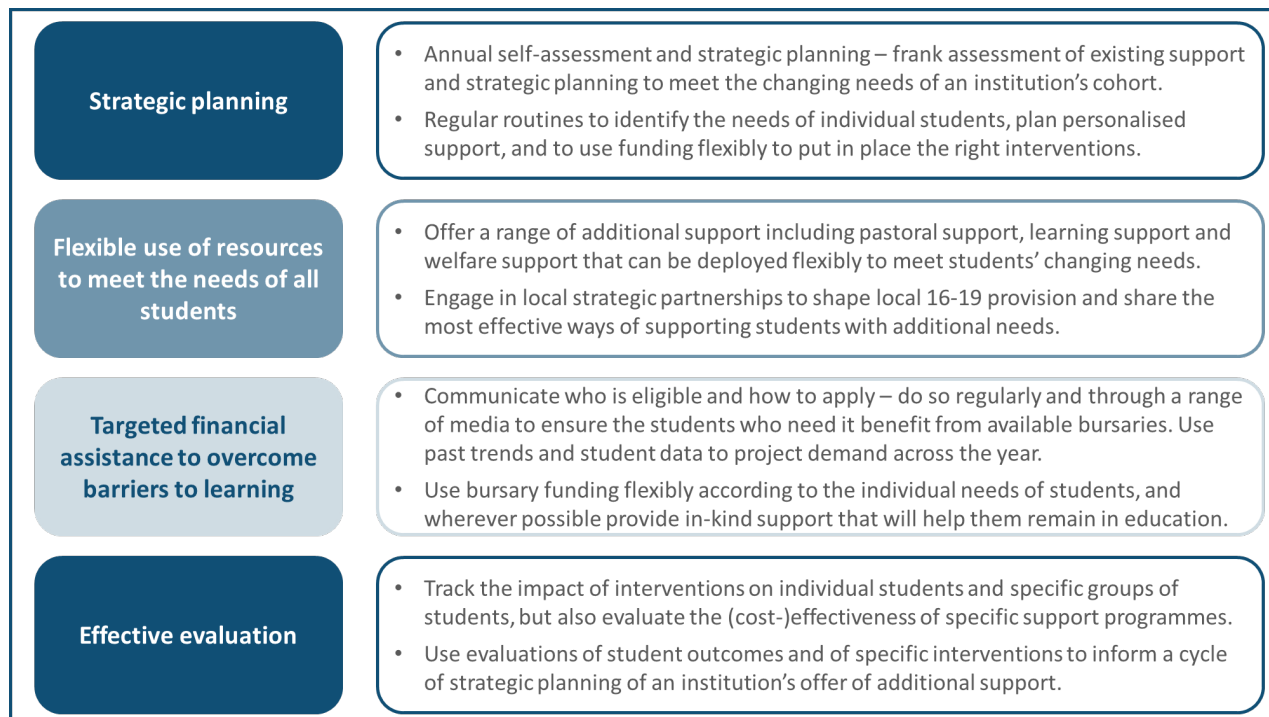 Strategic planning
• Annual self-assessment and strategic planning – frank assessment of existing support
and strategic planning to meet the changing needs of an institution’s cohort.
• Regular routines to identify the needs of individual students, plan personalised
support, and to use funding flexibly to put in place the right interventions.
Flexible use of resources
to meet the needs of all
students
• Offer a range of additional support including pastoral support, learning support and
welfare support that can be deployed flexibly to meet students’ changing needs.
• Engage in local strategic partnerships to shape local 16-19 provision and share the
most effective ways of supporting students with additional needs.
Targeted financial
assistance to overcome
barriers to learning
• Communicate who is eligible and how to apply – do so regularly and through a range
of media to ensure the students who need it benefit from available bursaries. Use
past trends and student data to project demand across the year.
• Use bursary funding flexibly according to the individual needs of students, and
wherever possible provide in-kind support that will help them remain in education.
Effective evaluation
• Track the impact of interventions on individual students and specific groups of
students, but also evaluate the (cost-)effectiveness of specific support programmes.
• Use evaluations of student outcomes and of specific interventions to inform a cycle
of strategic planning of an institution’s offer of additional support.